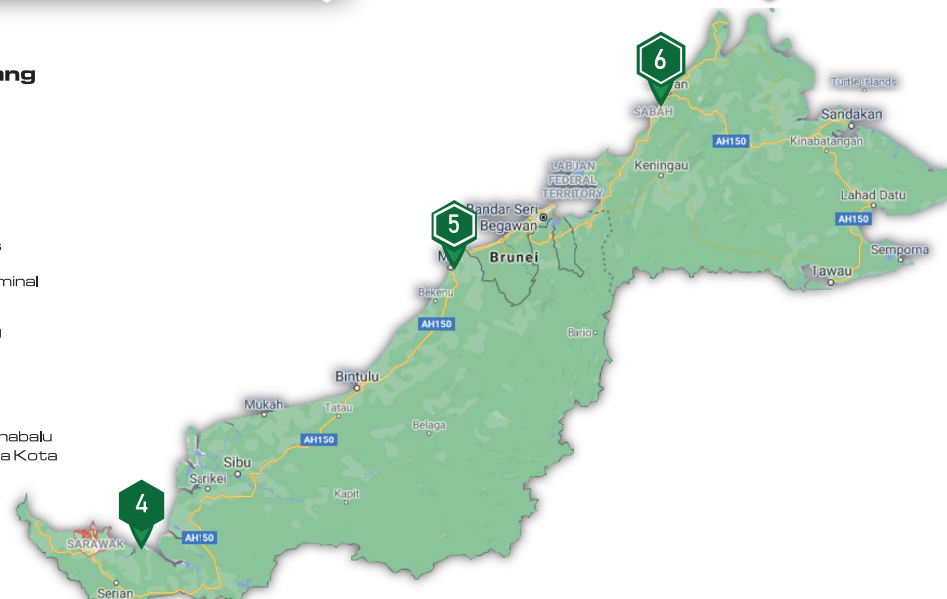 ang
minal
nabalu
a Kota
6
an
SABAH
Turtle Islands
Sandakan
AH150
Kinabatangan
LABUAN
FEDERAL
TERRITORY
Keningau
Lahad Datu
AH150
Bandar Seri
Begawan
5
Brunei
Semporna
M
Tawau
Bekenu
AH150
Bario
Bintulu
Mukah
Tatau
Belaga
AH150
Sibu
Sarikei
Kapit
4
AH150
SARAWAK
Serian